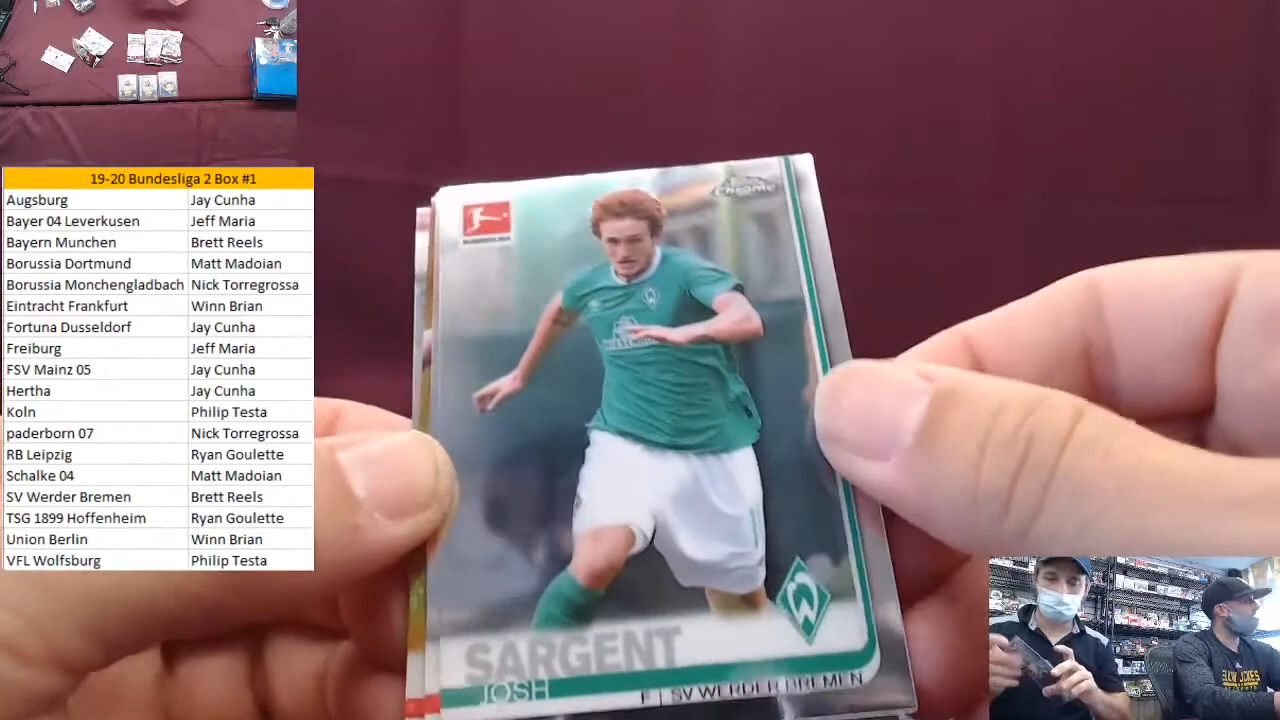 19-20 Bundesliga 2 Box #1
Augsburg Jay Cunha
Bayer 04 Leverkusen Jeff Maria
Bayern Munchen Brett Reels
Borussia Dortmund Matt Madoian
Borussia Monchengladbach Nick Torregrossa
Eintracht Frankfurt Winn Brian
Fortuna Dusseldorf Jay Cunha
Freiburg Jeff Maria
FSV Mainz 05 Jay Cunha
Hertha Jay Cunha
Koln Philip Testa
paderborn 07 Nick Torregrossa
RB Leipzig Ryan Goulette
Schalke 04 Matt Madoian
SV Werder Bremen Brett Reels
TSG 1899 Hoffenheim Ryan Goulette
Union Berlin Winn Brian
VFL Wolfsburg Philip Testa
Chrome
BUNDESLIGA
SARGENT
JOSH
F | SV WERDER BREMEN